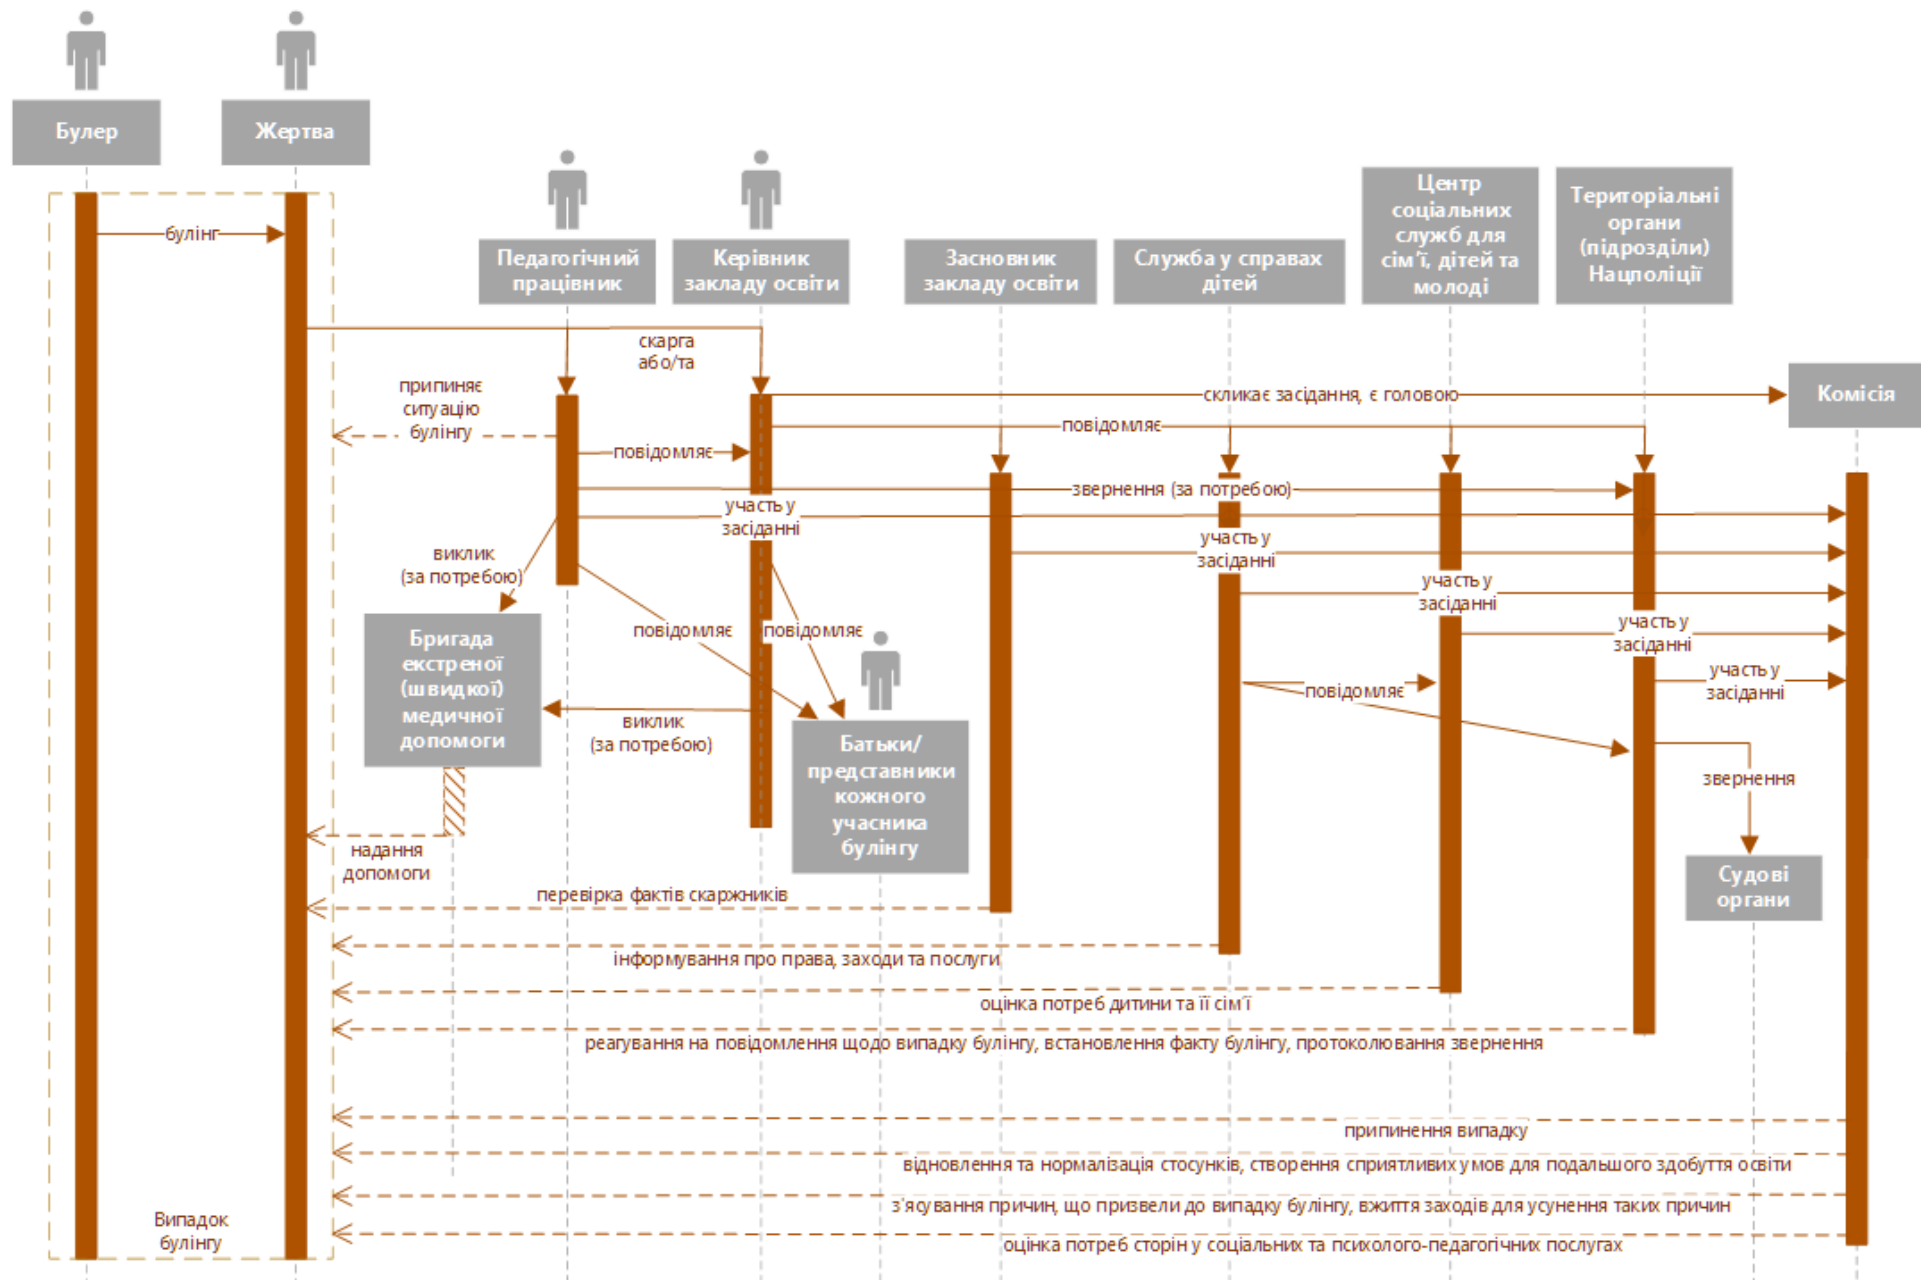 Булер
Жертва
булінг
Педагогічний
працівник
Керівник
закладу освіти
Засновник
закладу освіти
Служба у справах
дітей
Центр
соціальних
служб для
сім'ї, дітей та
молоді
Територіальні
органи
(підрозділи)
Нацполіції
скарга
або/та
Комісія
скликає засідання, є головою
припиняє
ситуацію
булінгу
повідомляє
повідомляє
звернення (за потребою)
участь у
засіданні
участь у
засіданні
виклик
(за потребою)
участь у
засіданні
участь у
засіданні
Бригада
екстреної
(швидкої)
медичної
допомоги
повідомляє
повідомляє
участь у
засіданні
повідомляє
виклик
(за потребою)
Батьки/
представники
кожного
учасника
булінгу
звернення
надання
допомоги
Судові
органи
перевірка фактів скаржників
інформування про права, заходи та послуги
оцінка потреб дитини та її сім'ї
реагування на повідомлення щодо випадку булінгу, встановлення факту булінгу, протоколювання звернення
припинення випадку
відновлення та нормалізація стосунків, створення сприятливих умов для подальшого здобуття освіти
з'ясування причин, що призвели до випадку булінгу, вжиття заходів для усунення таких причин
Випадок
булінгу
оцінка потреб сторін у соціальних та психолого-педагогічних послугах